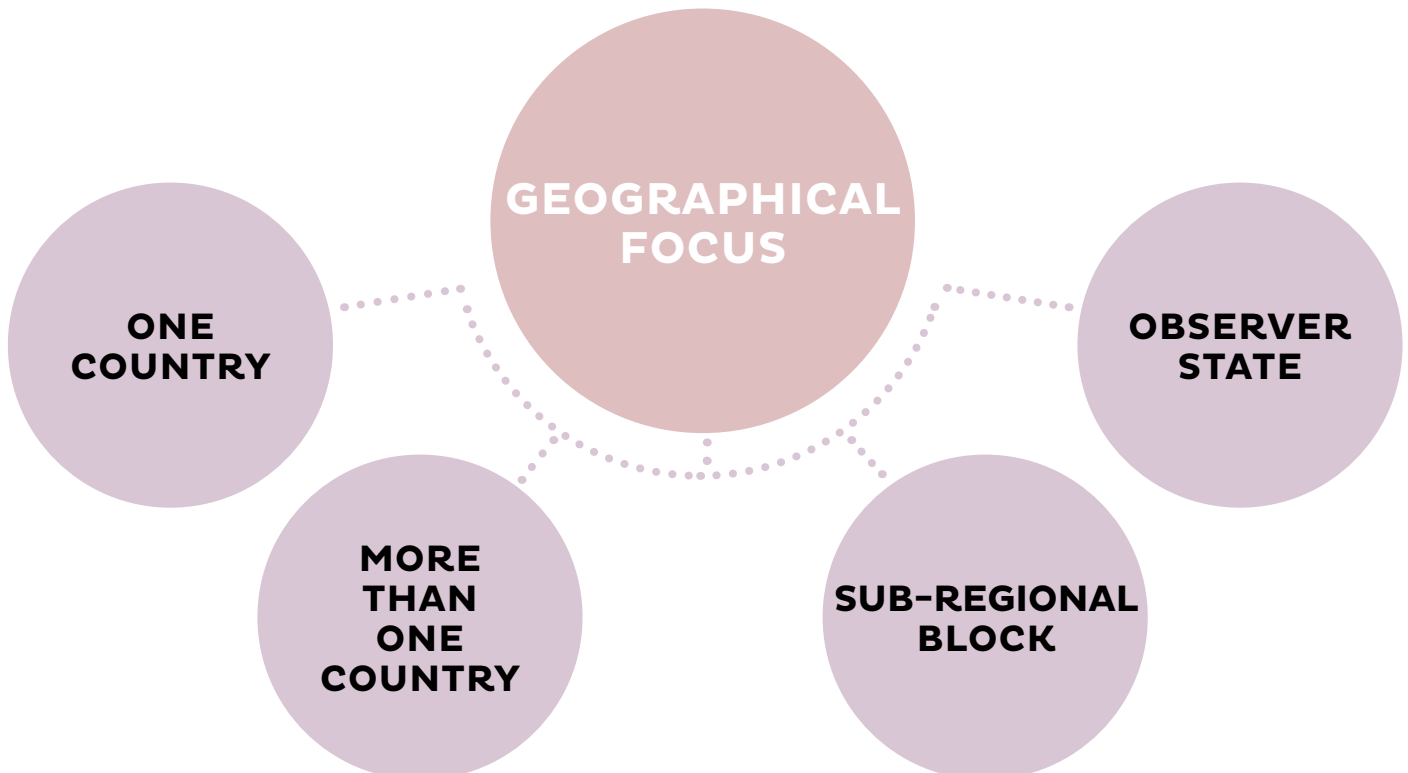 GEOGRAPHICAL
FOCUS
ONE
COUNTRY
OBSERVER
STATE
MORE
THAN
ONE
COUNTRY
SUB-REGIONAL
BLOCK